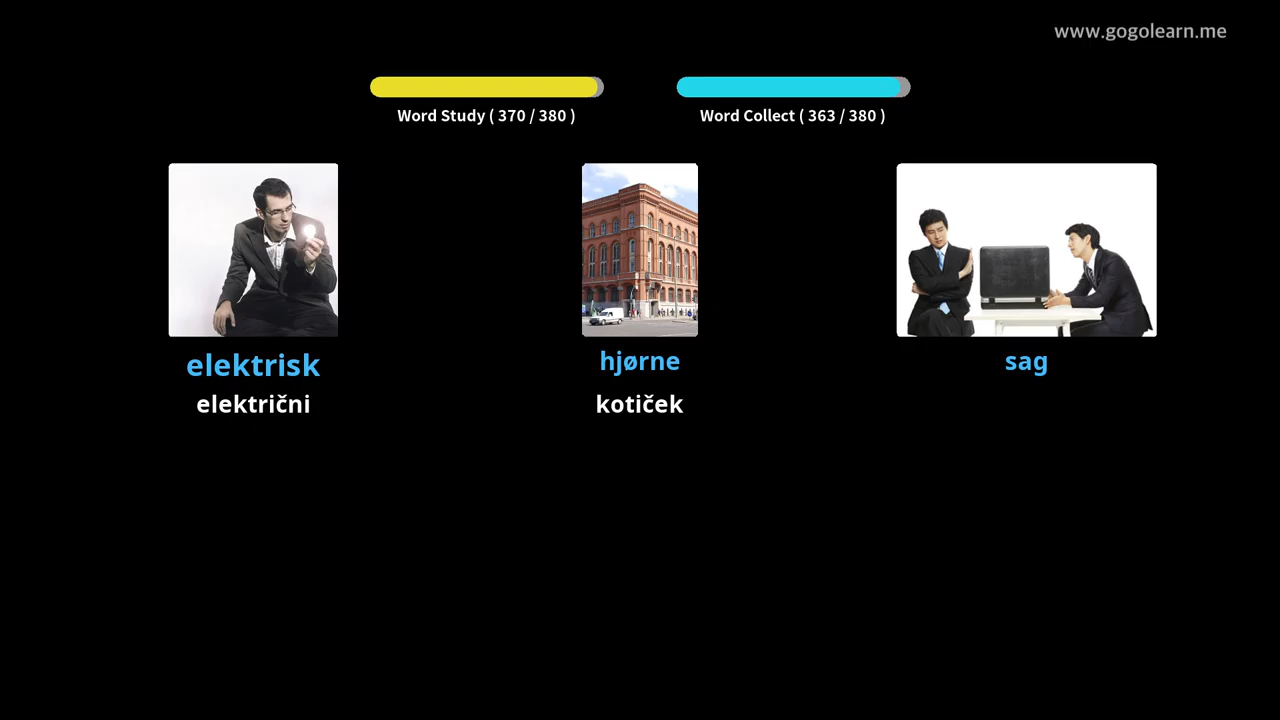 www.gogolearn.me
Word Study ( 370 / 380 )
Word Collect ( 363 / 380 )
elektrisk
električni
hjørne
kotiček
sag